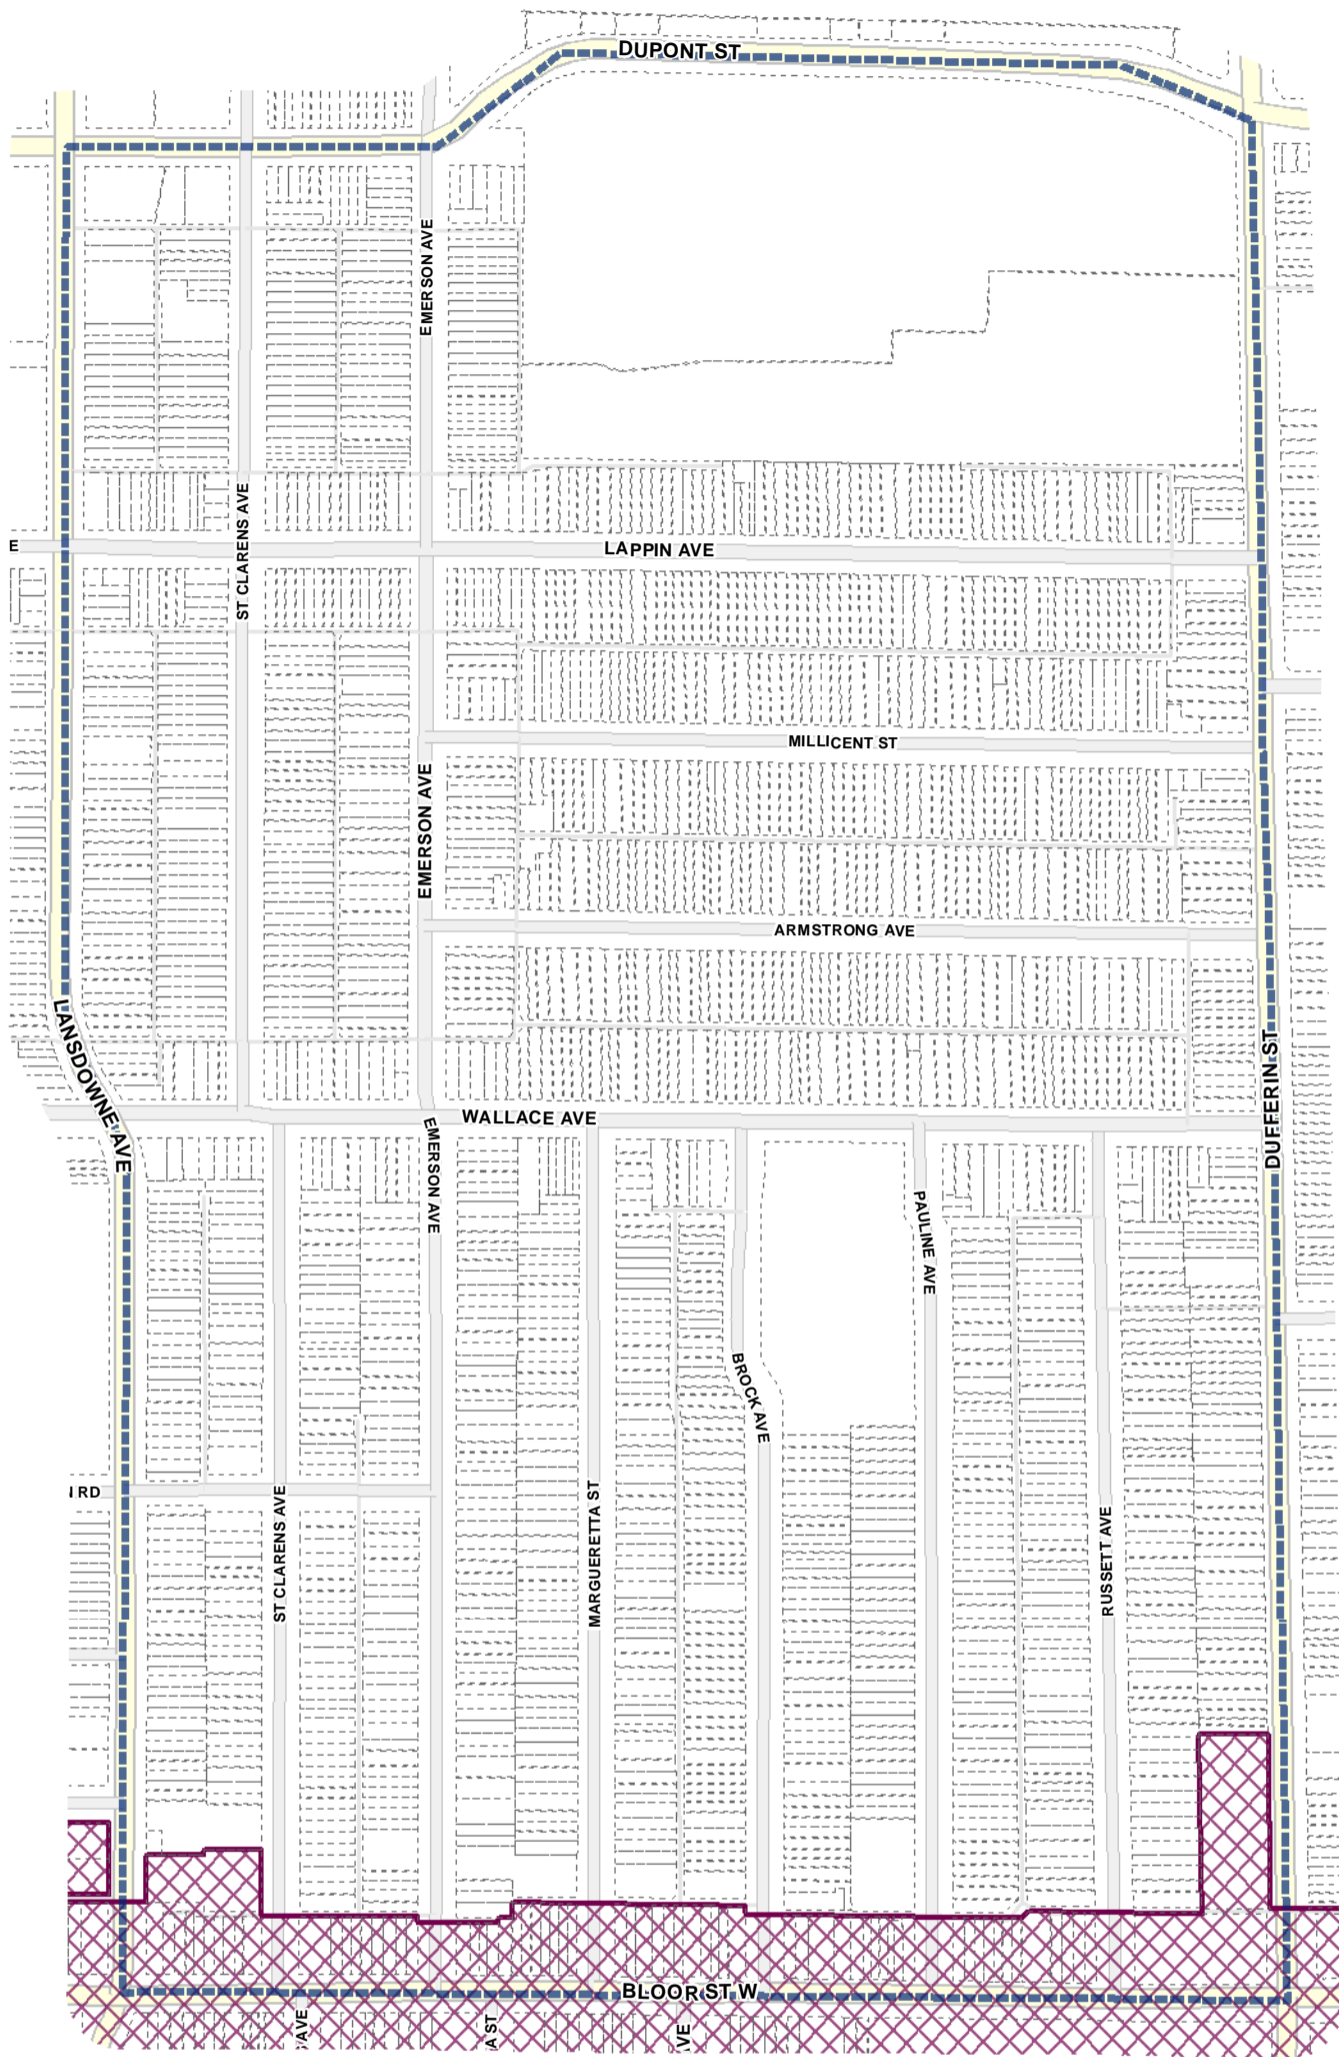 DUPONT ST
EMERSON AVE
ST CLARENS AVE
E
LAPPIN AVE
MILLICENT ST
EMERSON AVE
ARMSTRONG AVE
LANSDOWNE AVE
DUFFERIN ST
WALLACE AVE
EMERSON AVE
PAULINE AVE
BROCK AVE
N RD
ST CLARENS AVE
MARGUERETTA ST
RUSSETT AVE
BLOOR ST W
AVE
A ST
VE